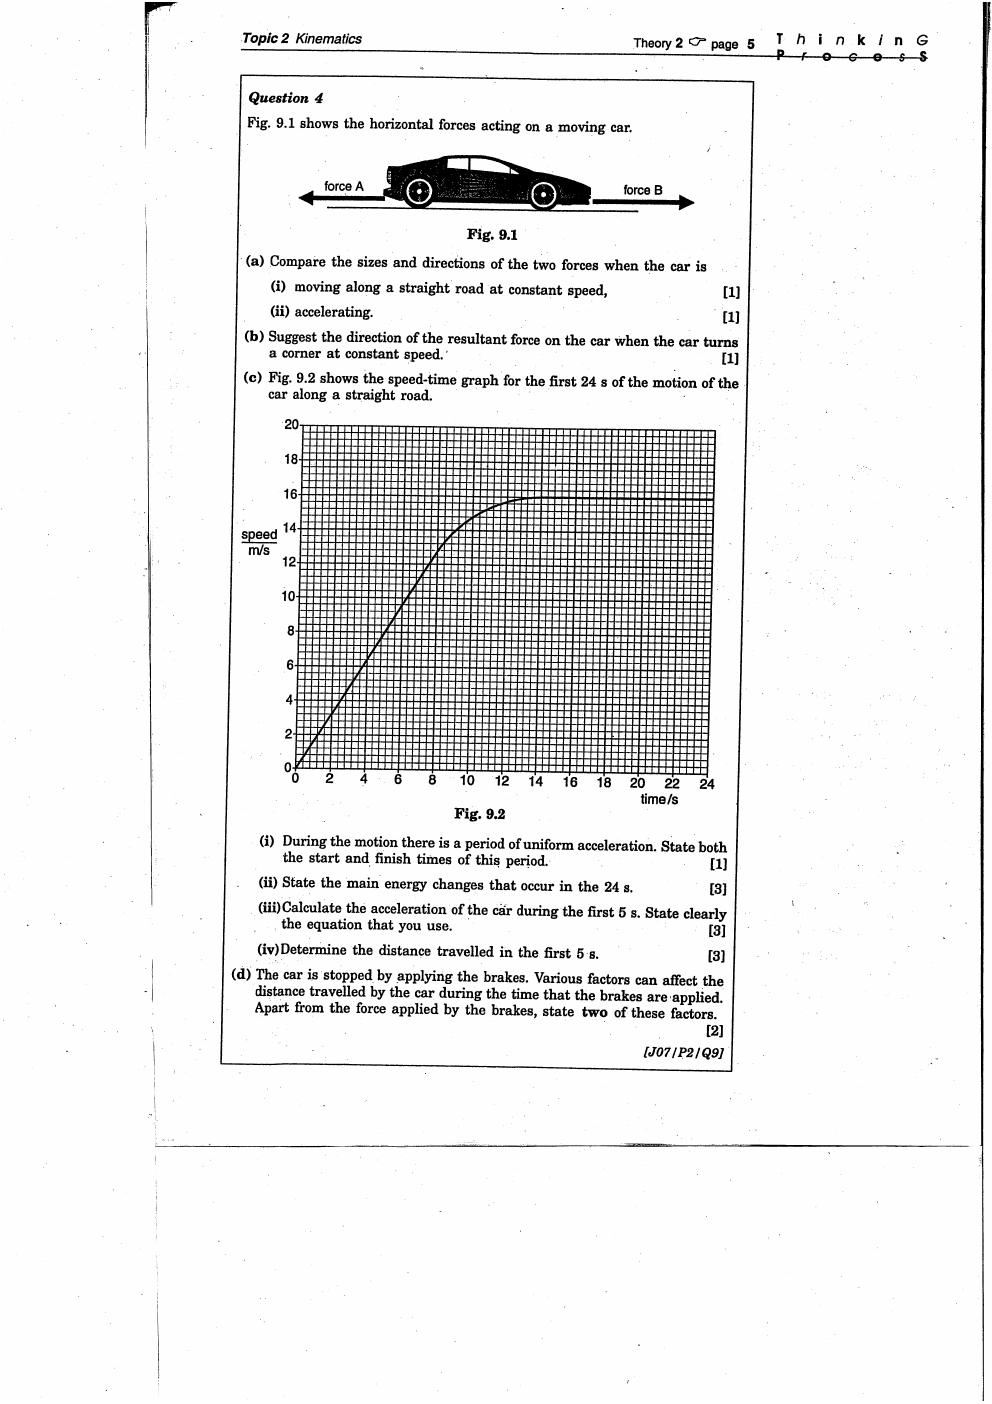 Topic 2 Kinematics
Theory 2 ☞ page 5
T h i n k i n G
P r o c e s S
Question 4
Fig. 9.1 shows the horizontal forces acting on a moving car.
force A
force B
Fig. 9.1
(a) Compare the sizes and directions of the two forces when the car is
(i) moving along a straight road at constant speed, [1]
(ii) accelerating. [1]
(b) Suggest the direction of the resultant force on the car when the car turns
a corner at constant speed. [1]
(c) Fig. 9.2 shows the speed-time graph for the first 24 s of the motion of the
car along a straight road.
20
18
16
speed
m/s
14
12
10
8
6
4
2
0
0 2 4 6 8 10 12 14 16 18 20 22 24
time/s
Fig. 9.2
(i) During the motion there is a period of uniform acceleration. State both
the start and finish times of this period. [1]
(ii) State the main energy changes that occur in the 24 s. [3]
(iii)Calculate the acceleration of the car during the first 5 s. State clearly
the equation that you use. [3]
(iv)Determine the distance travelled in the first 5 s. [3]
(d) The car is stopped by applying the brakes. Various factors can affect the
distance travelled by the car during the time that the brakes are applied.
Apart from the force applied by the brakes, state two of these factors.
[2]
[J07/P2/Q9]